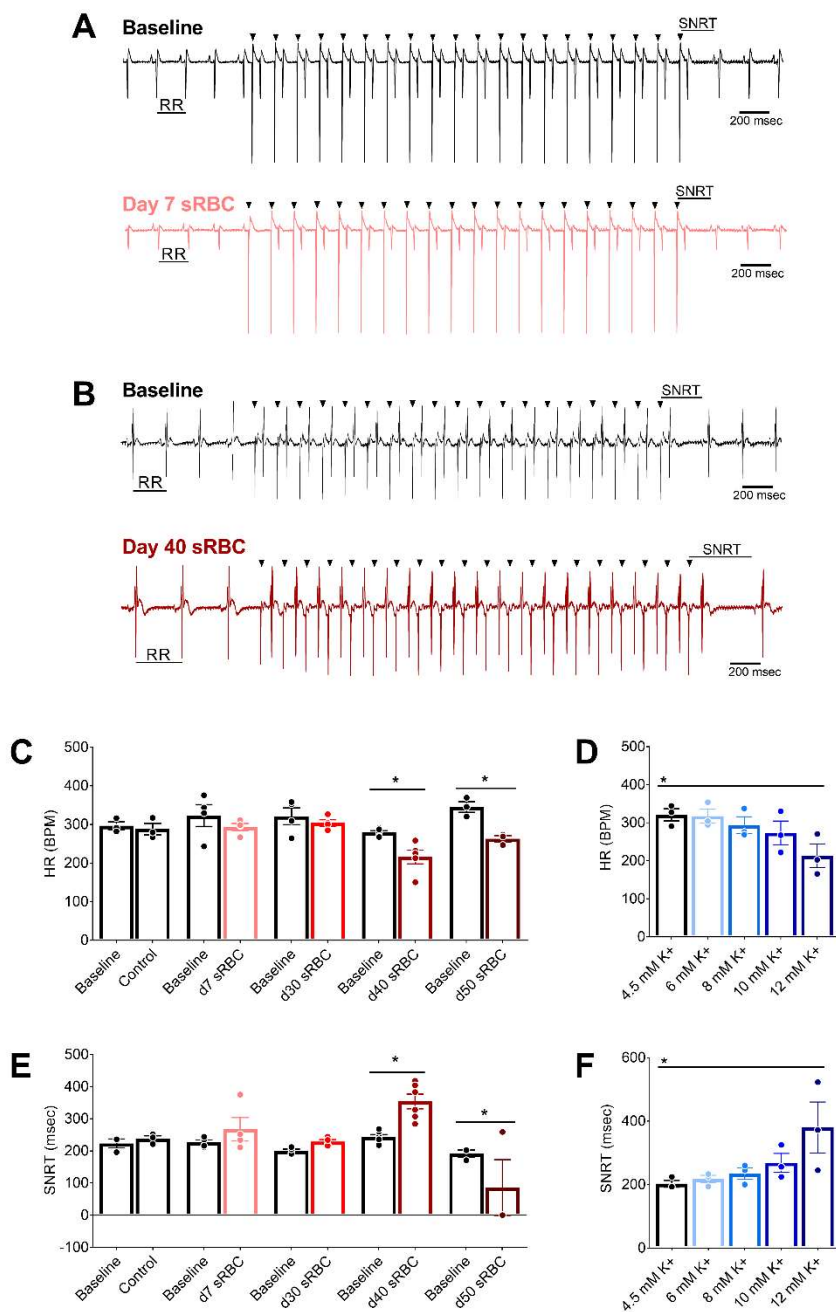 A
Baseline
SNRT
RR
200 msec
Day 7 sRBC
SNRT
RR
200 msec
B
Baseline
SNRT
RR
200 msec
Day 40 sRBC
SNRT
RR
200 msec
C
HR (BPM)
500
400
300
200
100
0
*
*
Baseline
Control
Baseline
d7 sRBC
Baseline
d30 sRBC
Baseline
d40 sRBC
Baseline
d50 sRBC
D
HR (BPM)
500
400
300
200
100
0
*
4.5 mM K+
6 mM K+
8 mM K+
10 mM K+
12 mM K+
E
SNRT (msec)
500
400
300
200
100
0
-100
*
*
Baseline
Control
Baseline
d7 sRBC
Baseline
d30 sRBC
Baseline
d40 sRBC
Baseline
d50 sRBC
F
SNRT (msec)
600
400
200
0
*
4.5 mM K+
6 mM K+
8 mM K+
10 mM K+
12 mM K+